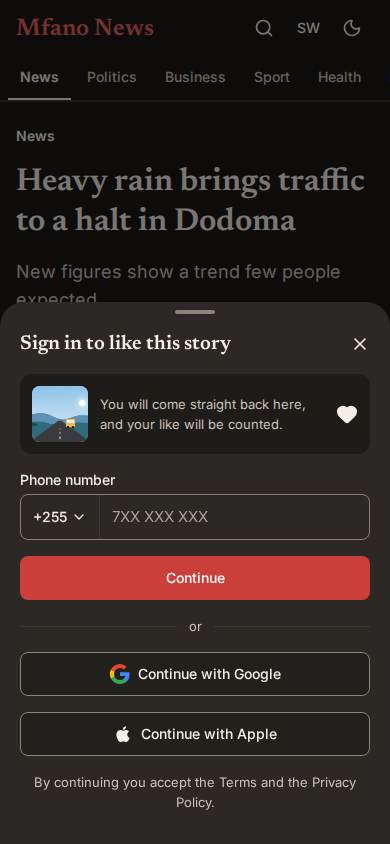 Mfano News
SW
News
Politics
Business
Sport
Health
News
Heavy rain brings traffic
to a halt in Dodoma
New figures show a trend few people
expected
Sign in to like this story
You will come straight back here,
and your like will be counted.
Phone number
+255
7XX XXX XXX
Continue
or
Continue with Google
Continue with Apple
By continuing you accept the Terms and the Privacy
Policy.